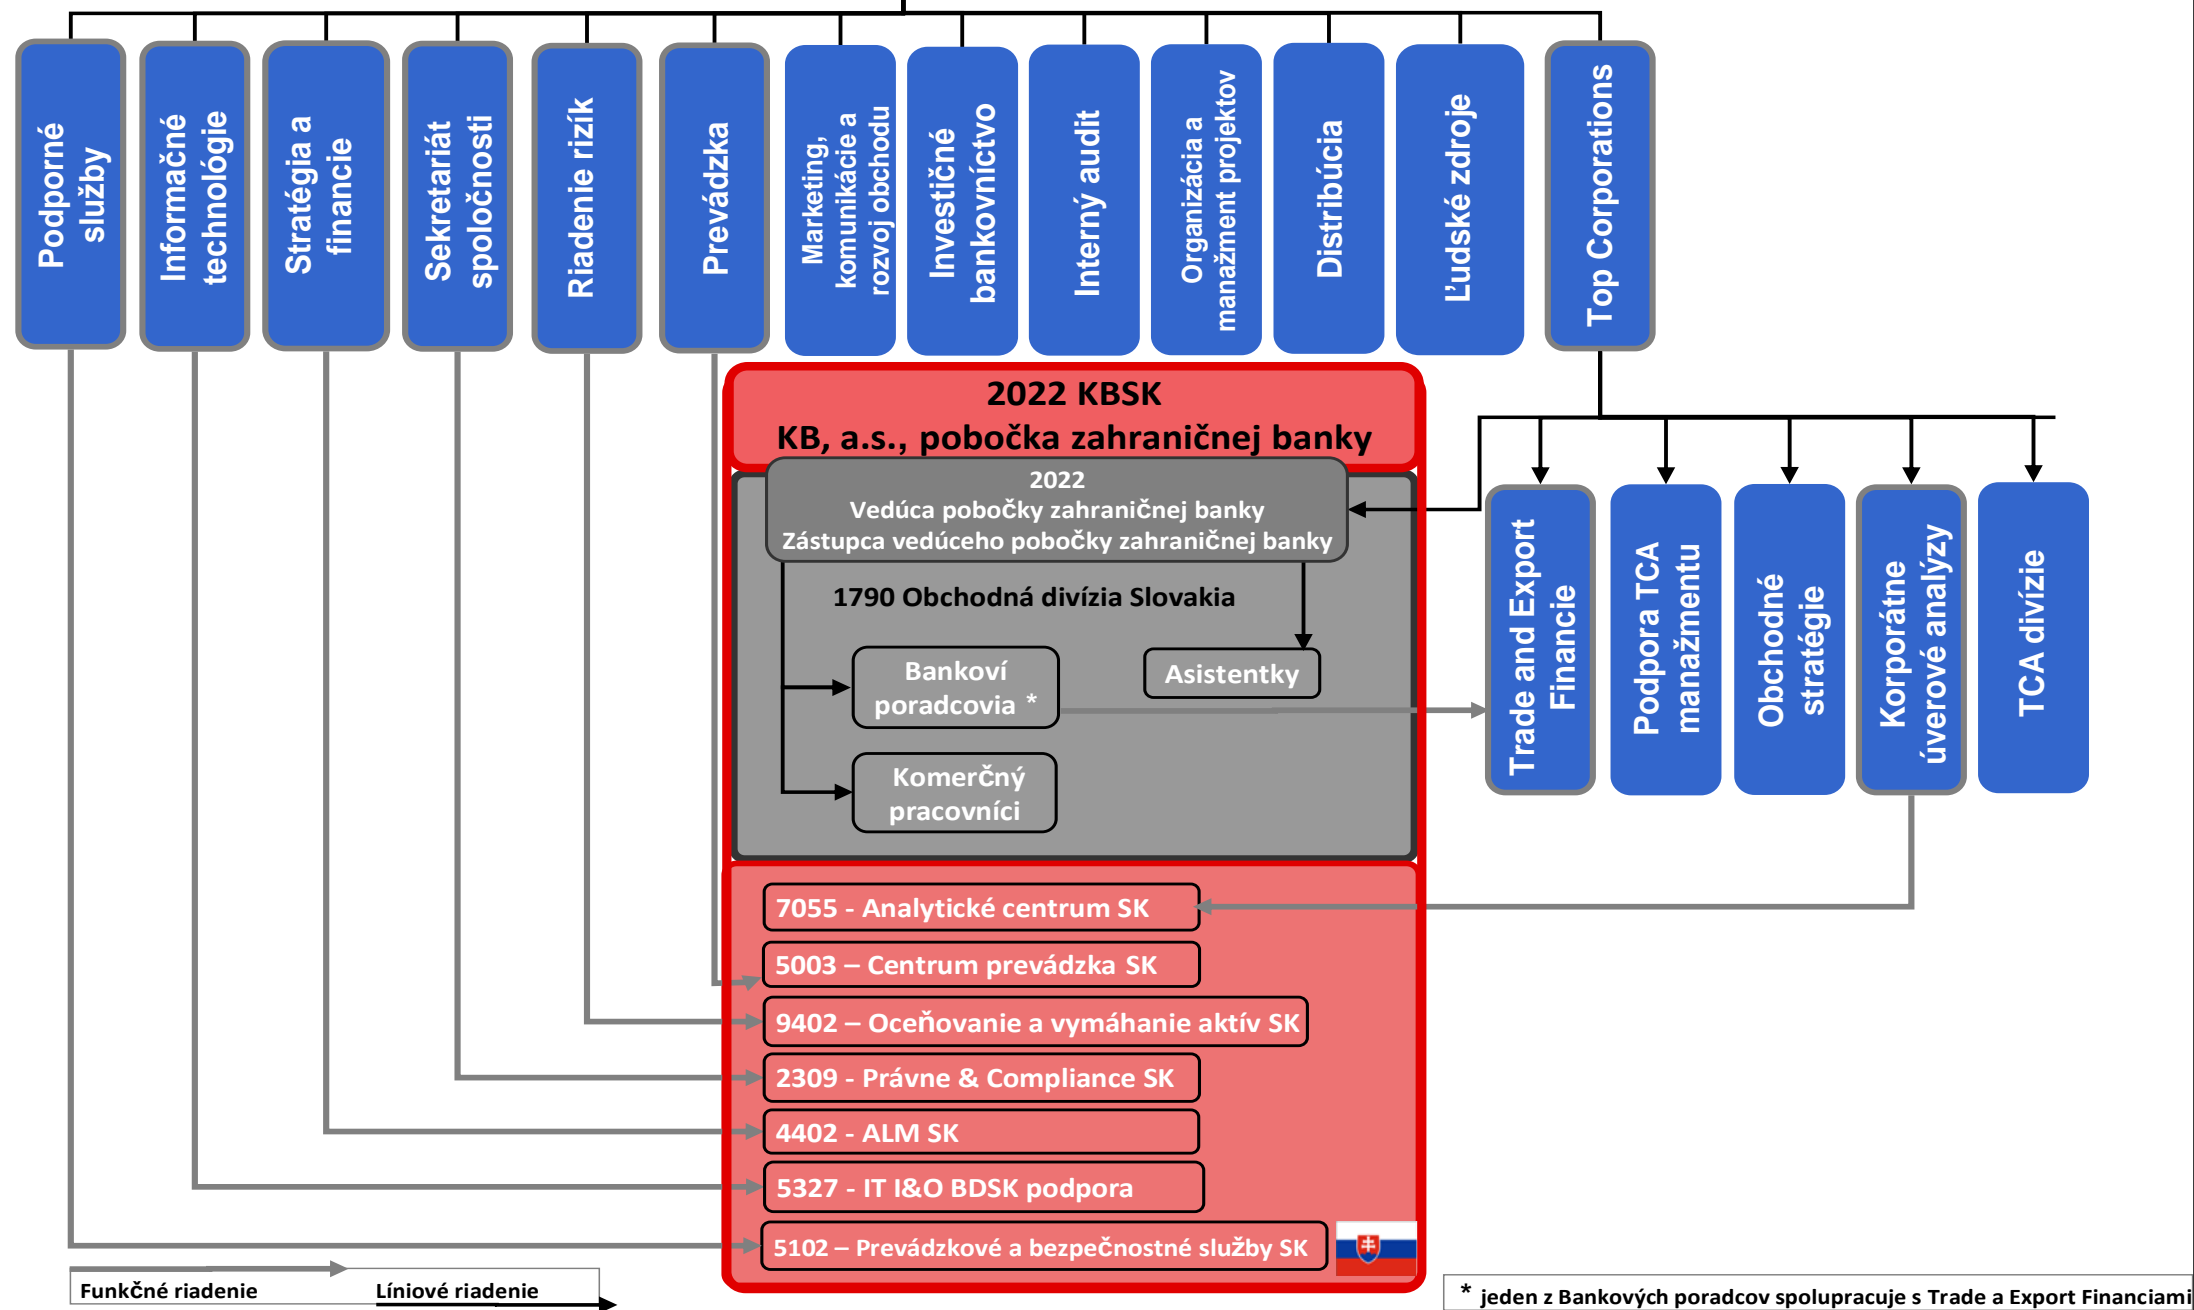 Podporné
služby
Informačné
technológie
Stratégia a
financie
Sekretariát
spoločnosti
Riadenie rizík
Prevádzka
Marketing,
komunikácie a
rozvoj obchodu
Investičné
bankovníctvo
Interný audit
Organizácia a
manažment projektov
Distribúcia
Ľudské zdroje
Top Corporations
2022 KBSK
KB, a.s., pobočka zahraničnej banky
2022
Vedúca pobočky zahraničnej banky
Zástupca vedúceho pobočky zahraničnej banky
1790 Obchodná divízia Slovakia
Bankoví
poradcovia *
Asistentky
Komerčný
pracovníci
Trade and Export
Financie
Podpora TCA
manažmentu
Obchodné
stratégie
Korporátne
úverové analýzy
TCA divízie
7055 - Analytické centrum SK
5003 – Centrum prevádzka SK
9402 – Oceňovanie a vymáhanie aktív SK
2309 - Právne & Compliance SK
4402 - ALM SK
5327 - IT I&O BDSK podpora
5102 – Prevádzkové a bezpečnostné služby SK
Funkčné riadenie
Líniové riadenie
* jeden z Bankových poradcov spolupracuje s Trade a Export Financiami